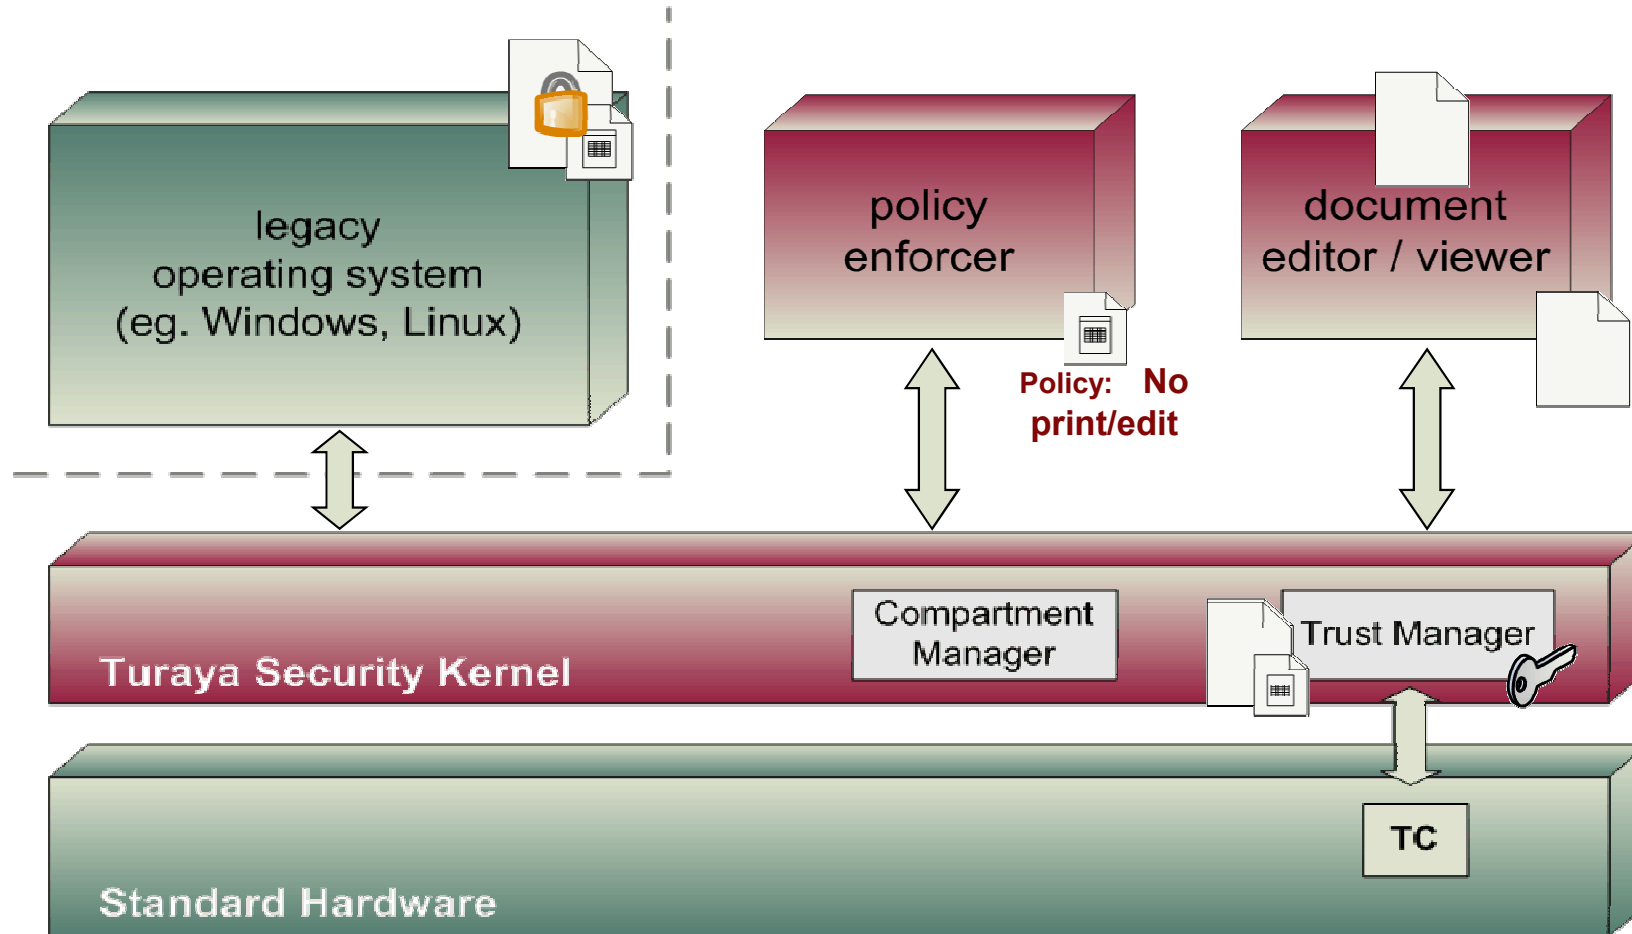 legacy
operating system
(eg. Windows, Linux)
policy
enforcer
document
editor / viewer
Policy: No
print/edit
Compartment
Manager
Trust Manager
Turaya Security Kernel
TC
Standard Hardware